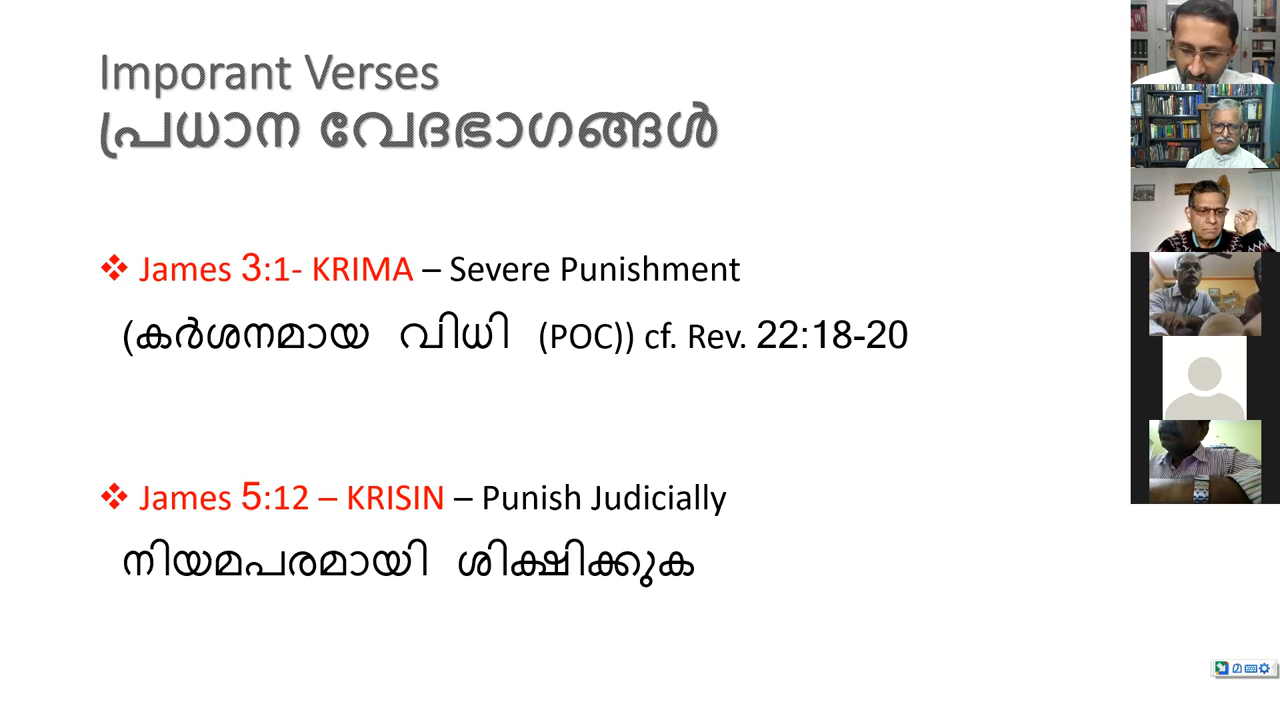 Imporant Verses
പ്രധാന വേദഭാഗങ്ങൾ
❖ James 3:1- KRIMA – Severe Punishment
(കർശനമായ വിധി (POC)) cf. Rev. 22:18-20
❖ James 5:12 – KRISIN – Punish Judicially
നിയമപരമായി ശിക്ഷിക്കുക